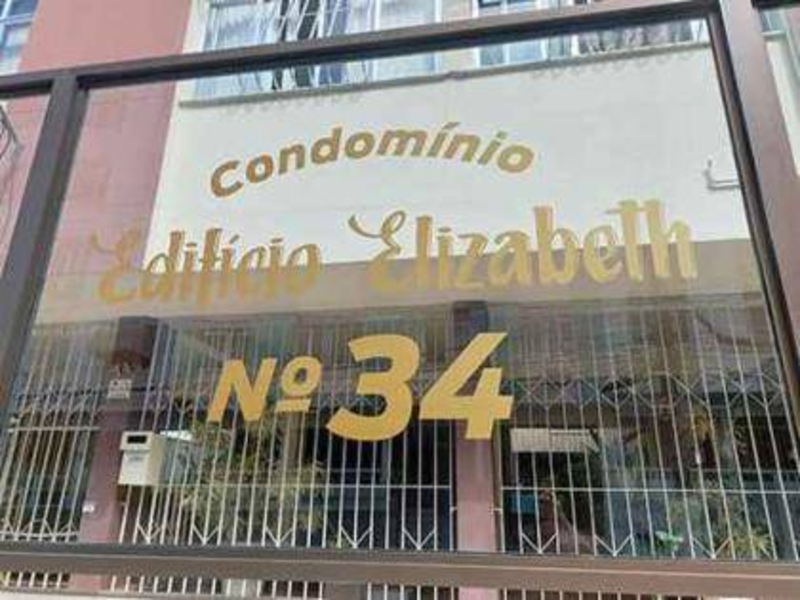 Condomínio
Edifício Elizabeth
Nº 34